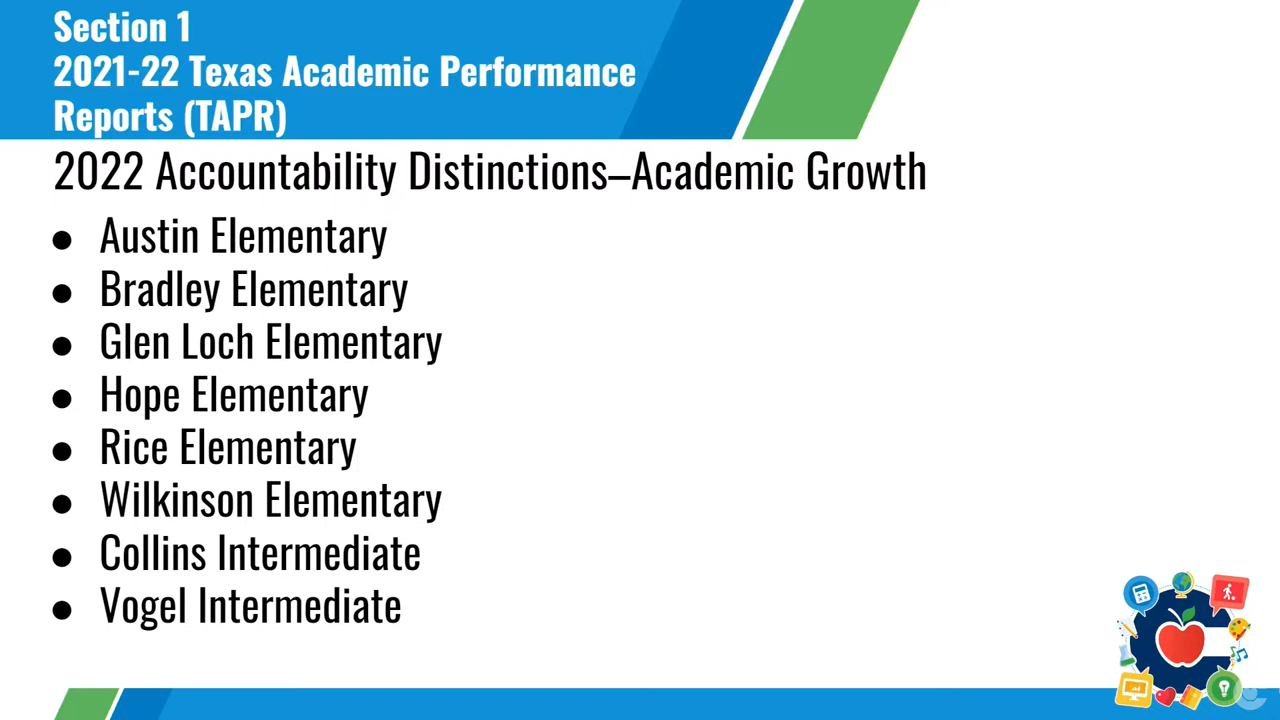 Section 1
2021-22 Texas Academic Performance
Reports (TAPR)
2022 Accountability Distinctions–Academic Growth
● Austin Elementary
● Bradley Elementary
● Glen Loch Elementary
● Hope Elementary
● Rice Elementary
● Wilkinson Elementary
● Collins Intermediate
● Vogel Intermediate